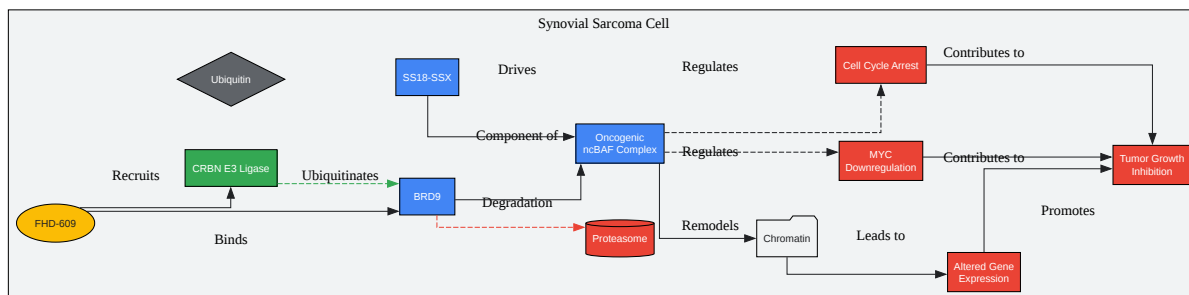 Synovial Sarcoma Cell
Ubiquitin
SS18-SSX
Drives
Regulates
Cell Cycle Arrest
Contributes to
Component of
Oncogenic
ncBAF Complex
Regulates
MYC
Downregulation
Contributes to
Tumor Growth
Inhibition
CRBN E3 Ligase
Recruits
Ubiquitinates
BRD9
Degradation
FHD-609
Binds
Proteasome
Remodels
Chromatin
Leads to
Promotes
Altered Gene
Expression